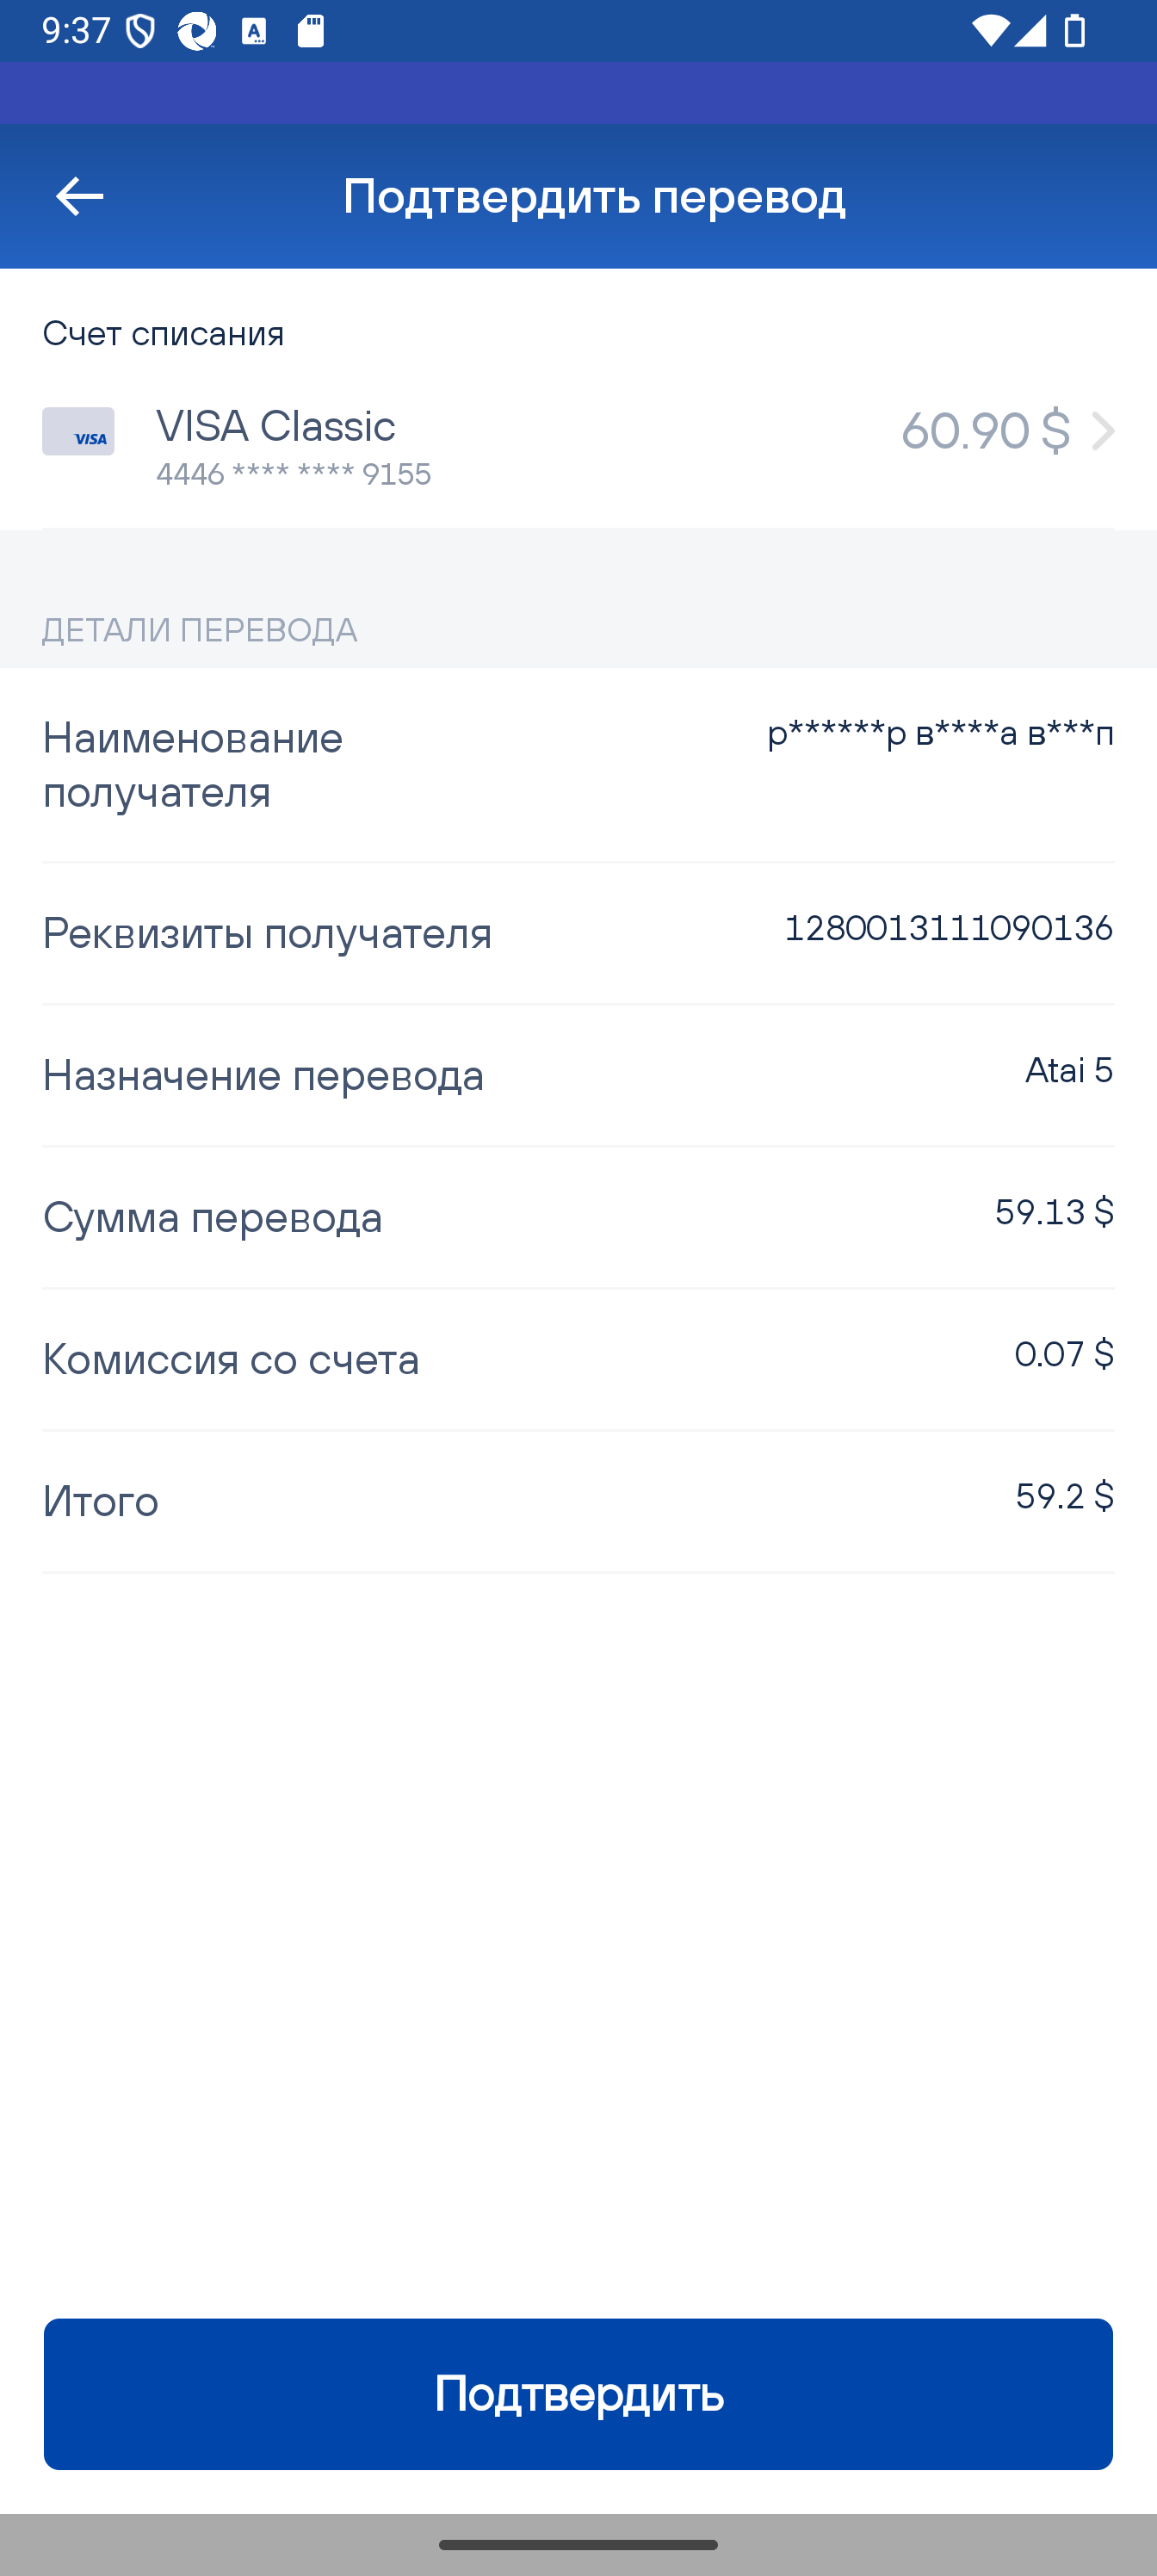 9:37
Подтвердить перевод
Счет списания
VISA
VISA Classic
60.90 $
4446 **** **** 9155
ДЕТАЛИ ПЕРЕВОДА
Наименование получателя
р******р в****а в***п
Реквизиты получателя
1280013111090136
Назначение перевода
Atai 5
Сумма перевода
59.13 $
Комиссия со счета
0.07 $
Итого
59.2 $
Подтвердить